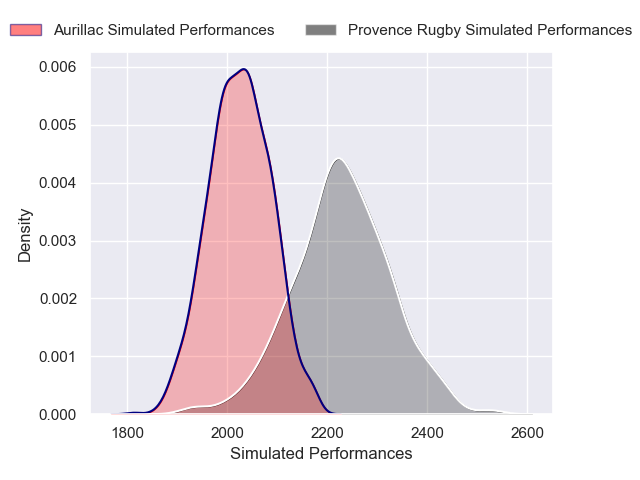 Aurillac Simulated Performances
Provence Rugby Simulated Performances
0.006
0.005
0.004
0.003
0.002
0.001
0.000
Density
1800 2000 2200 2400 2600
Simulated Performances